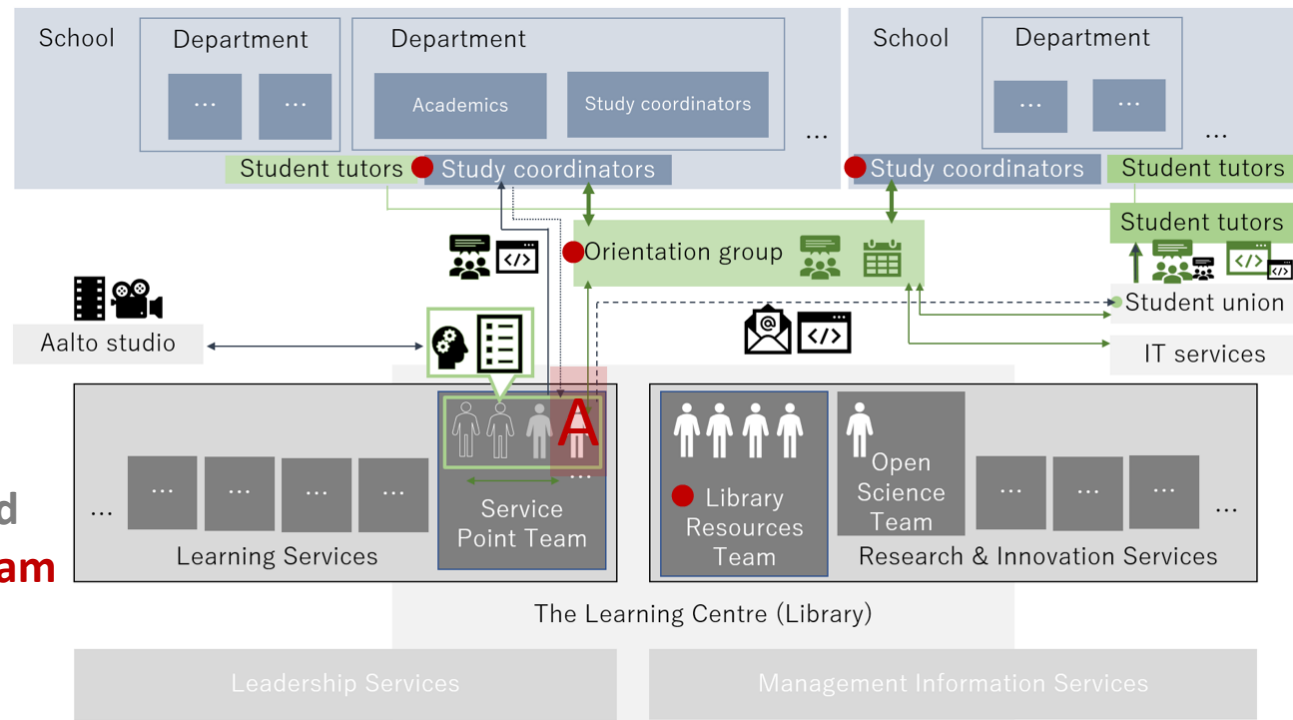 School
Department
Department
School
Department
...
...
Academics
Study coordinators
...
...
...
...
Student tutors
Study coordinators
Study coordinators
Student tutors
Student tutors
Orientation group
</>
</>
</>
Student union
@
</>
Aalto studio
IT services
A
...
Open
Science
Team
...
...
...
...
...
...
...
...
...
Service
Point Team
Library
Resources
Team
d
am
Learning Services
Research & Innovation Services
The Learning Centre (Library)
Leadership Services
Management Information Services